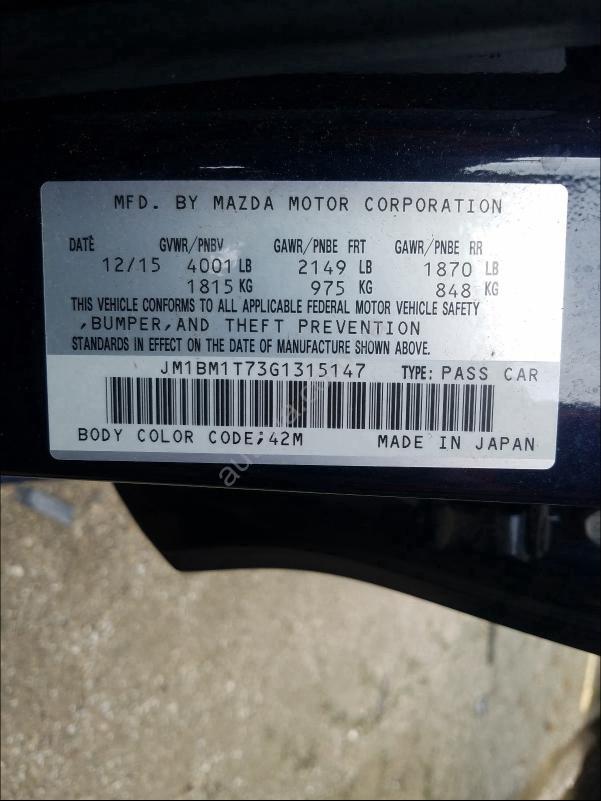 MFD. BY MAZDA MOTOR CORPORATION
DATE GVWR/PNBV GAWR/PNBE FRT GAWR/PNBE RR
12/15 4001 LB 2149 LB 1870 LB
1815 KG 975 KG 848 KG
THIS VEHICLE CONFORMS TO ALL APPLICABLE FEDERAL MOTOR VEHICLE SAFETY
,BUMPER,AND THEFT PREVENTION
STANDARDS IN EFFECT ON THE DATE OF MANUFACTURE SHOWN ABOVE.
JM1BM1T73G1315147 TYPE: PASS CAR
BODY COLOR CODE;42M MADE IN JAPAN